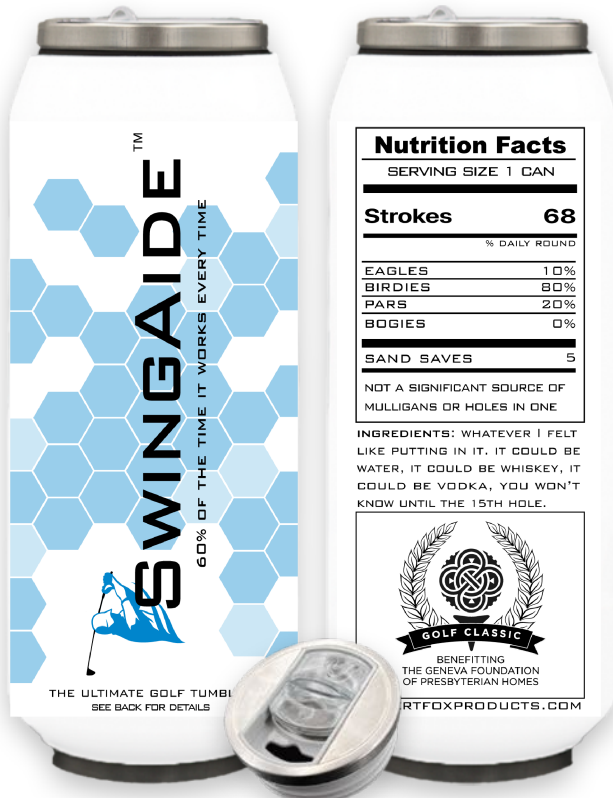 SWINGAIDE™
60% OF THE TIME IT WORKS EVERY TIME
THE ULTIMATE GOLF
SEE BACK FOR DETAILS
Nutrition Facts
SERVING SIZE 1 CAN
Strokes 68
% DAILY ROUND
EAGLES 10%
BIRDIES 80%
PARS 20%
BOGIES 0%
SAND SAVES 5
NOT A SIGNIFICANT SOURCE OF
MULLIGANS OR HOLES IN ONE
INGREDIENTS: WHATEVER I FELT
LIKE PUTTING IN IT. IT COULD BE
WATER, IT COULD BE WHISKEY, IT
COULD BE VODKA, YOU WON'T
KNOW UNTIL THE 15TH HOLE.
GOLF CLASSIC
BENEFITTING
THE GENEVA FOUNDATION
OF PRESBYTERIAN HOMES
RTFOXPRODUCTS.COM